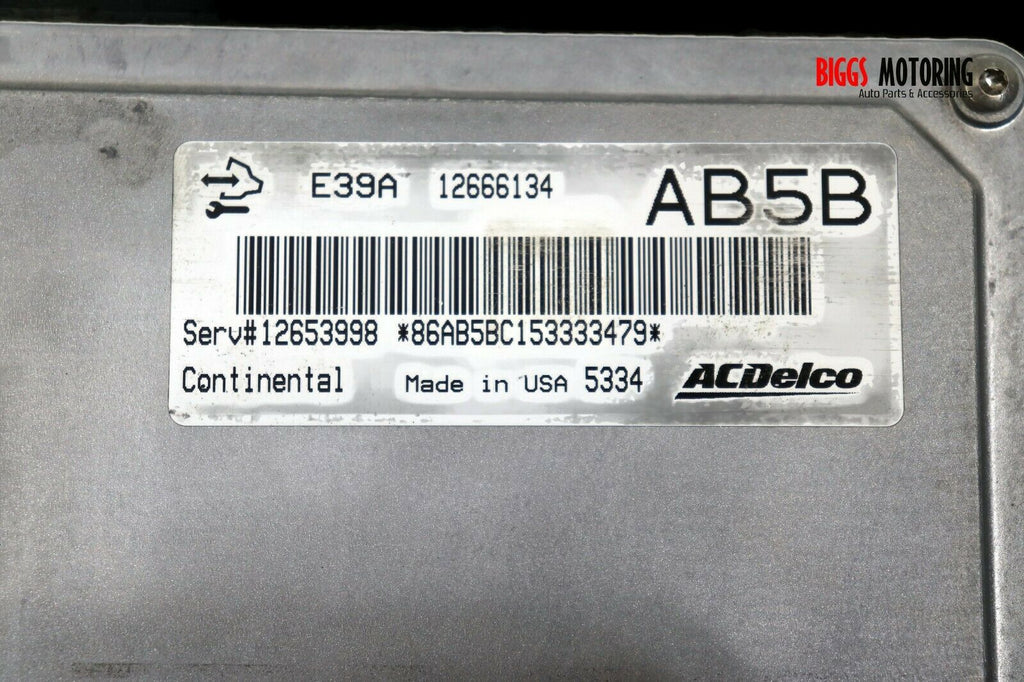 BIGGS MOTORING
Auto Parts & Accessories
E39A 12666134 AB5B
Serv#12653998 *86AB5BC153333479*
Continental Made in USA 5334 ACDelco